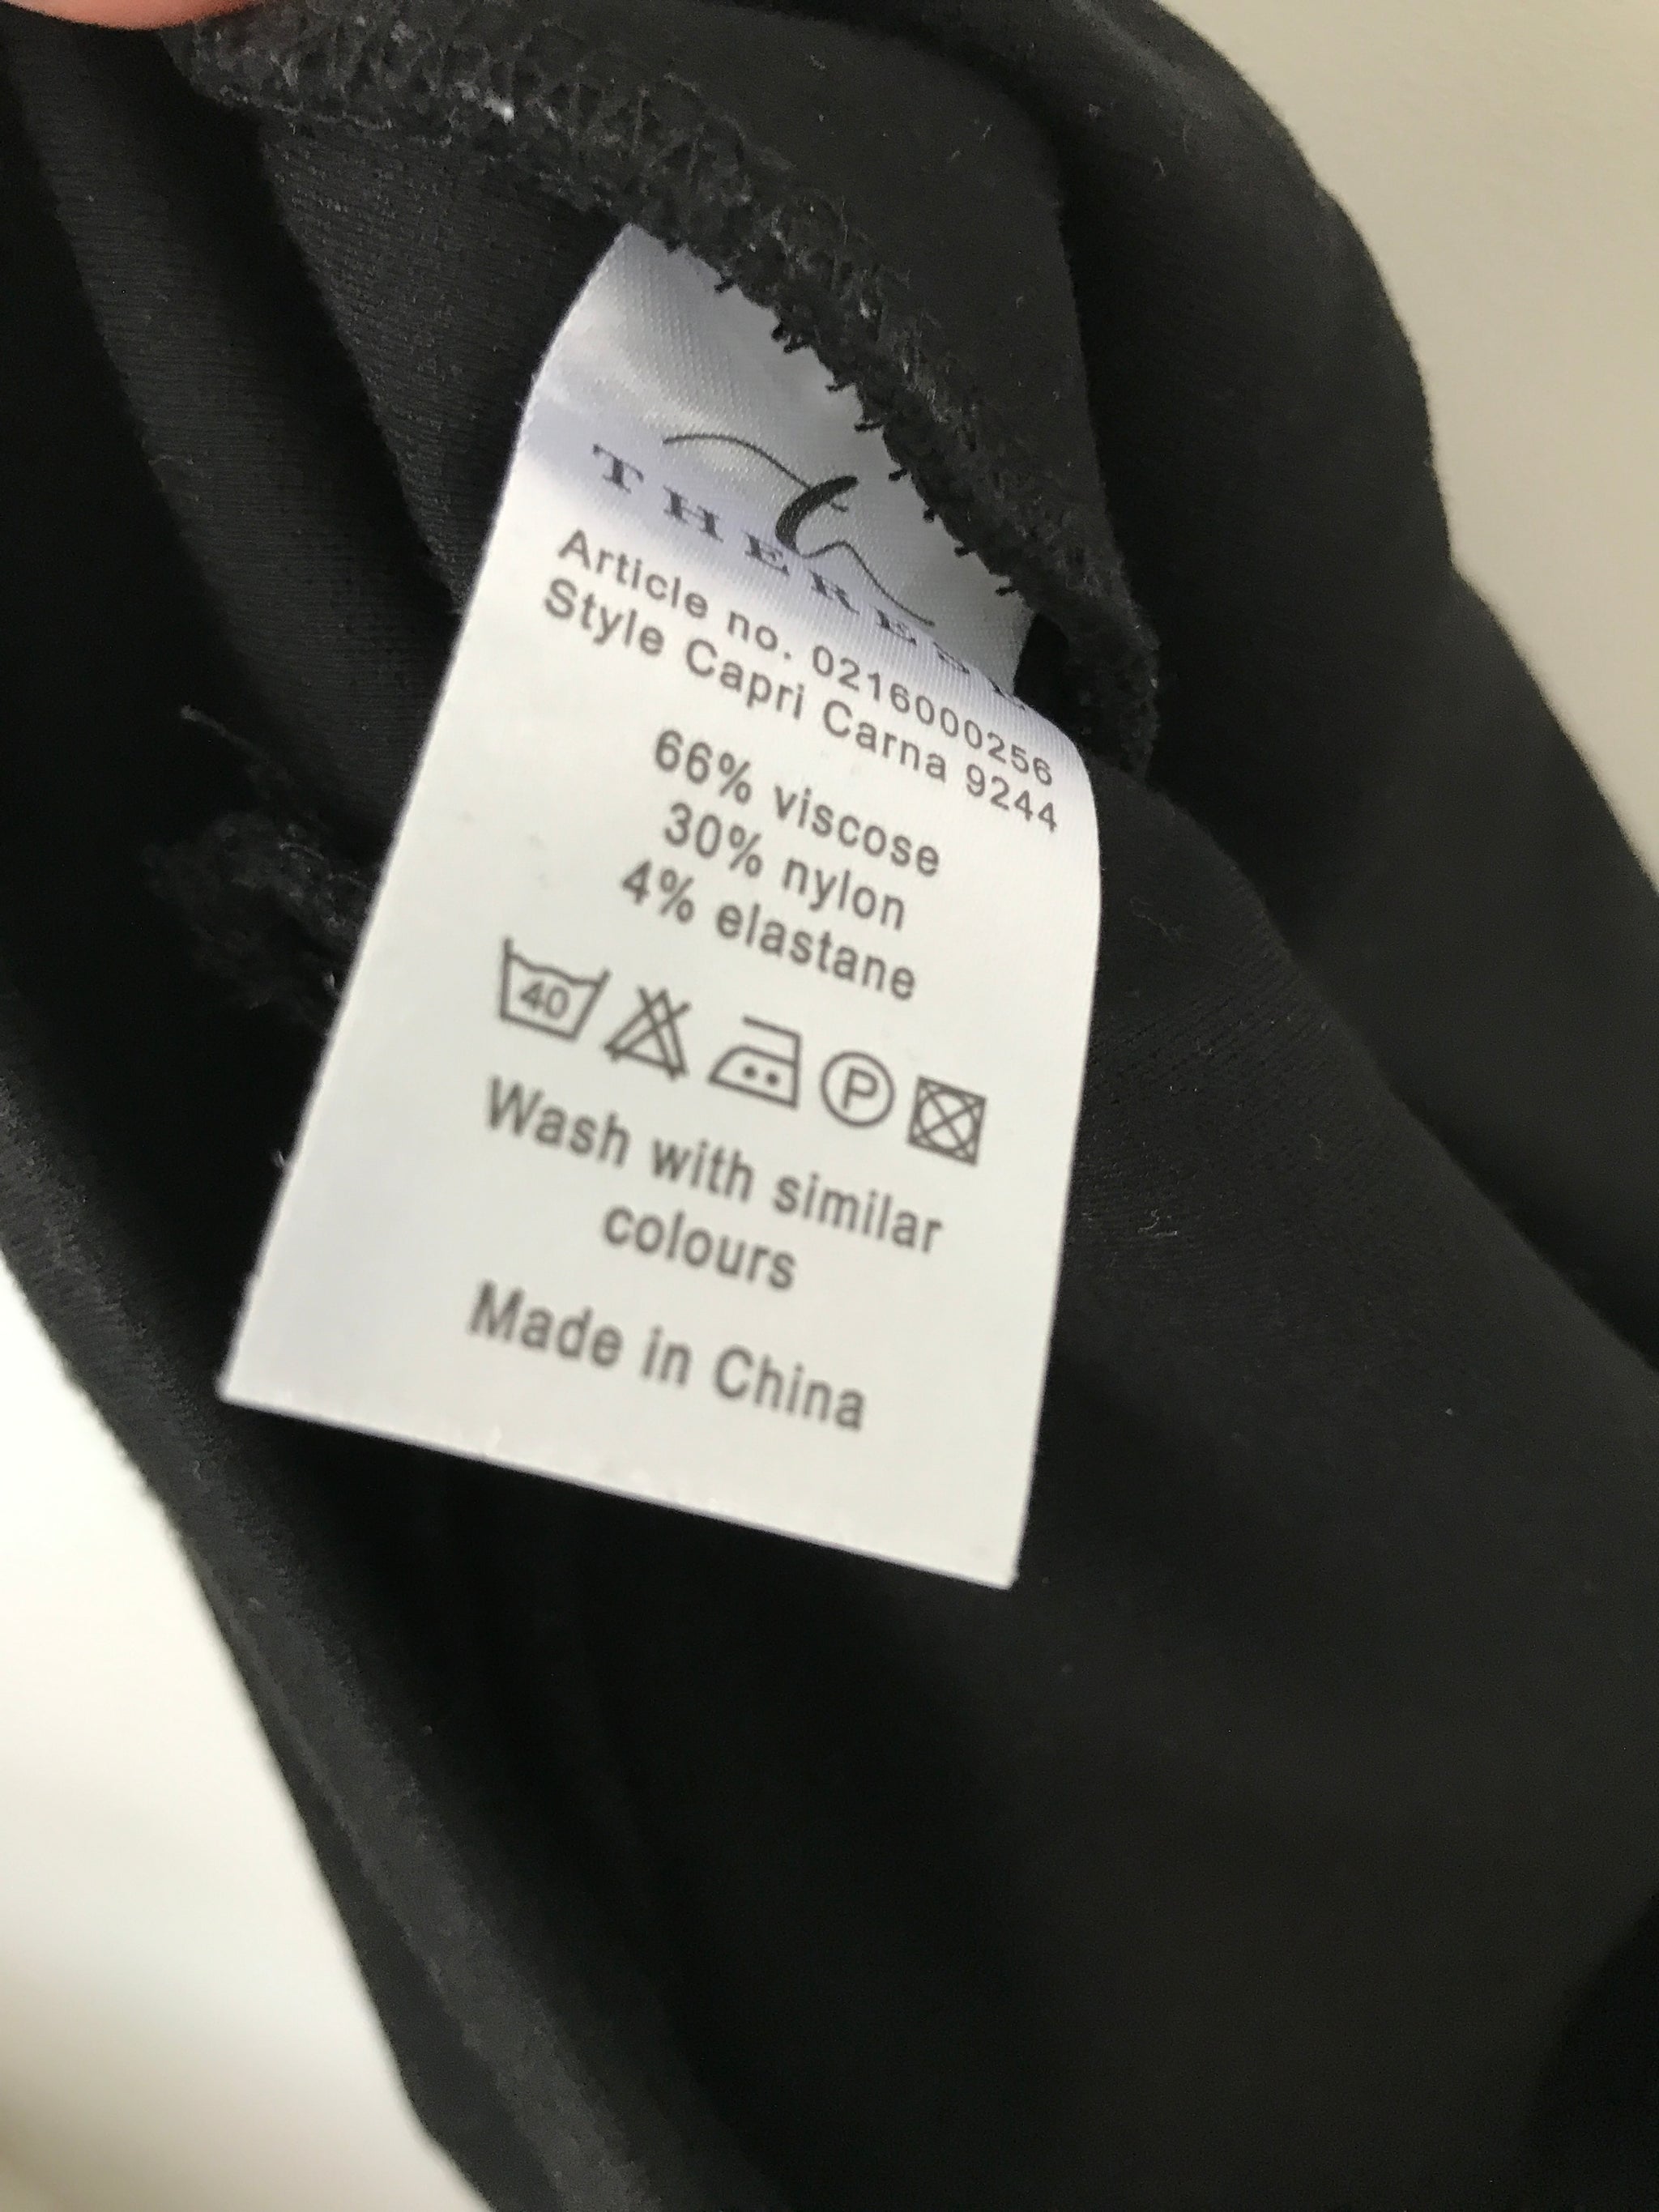 Article no. 0216000256
Style Capri Carna 9244
66% viscose
30% nylon
4% elastane
40
P
Wash with similar
colours
Made in China